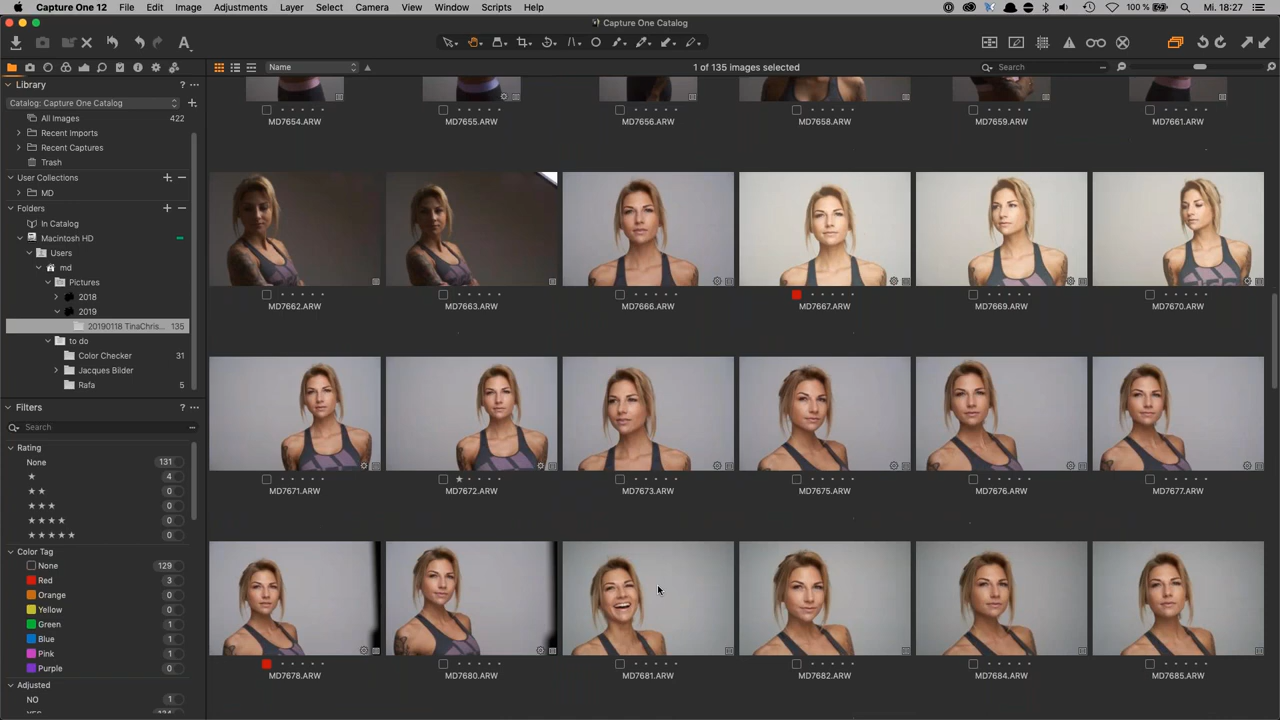 Capture One 12 File Edit Image Adjustments Layer Select Camera View Window Scripts Help 100 % Mi. 18:27
Capture One Catalog
Name 1 of 135 images selected Search
Library ?
Catalog: Capture One Catalog
All Images 422
Recent Imports
Recent Captures
Trash
User Collections
MD
Folders
In Catalog
Macintosh HD
Users
md
Pictures
2018
2019
20190118 TinaChris... 135
to do
Color Checker 31
Jacques Bilder
Rafa 5
Filters ?
Search
Rating
None 131
4
0
0
0
0
Color Tag
None 129
Red 3
Orange 0
Yellow 0
Green 1
Blue 1
Pink 1
Purple 0
Adjusted
NO 1
MD7654.ARW MD7655.ARW MD7656.ARW MD7658.ARW MD7659.ARW MD7661.ARW
MD7662.ARW MD7663.ARW MD7666.ARW MD7667.ARW MD7669.ARW MD7670.ARW
MD7671.ARW MD7672.ARW MD7673.ARW MD7675.ARW MD7676.ARW MD7677.ARW
MD7678.ARW MD7680.ARW MD7681.ARW MD7682.ARW MD7684.ARW MD7685.ARW